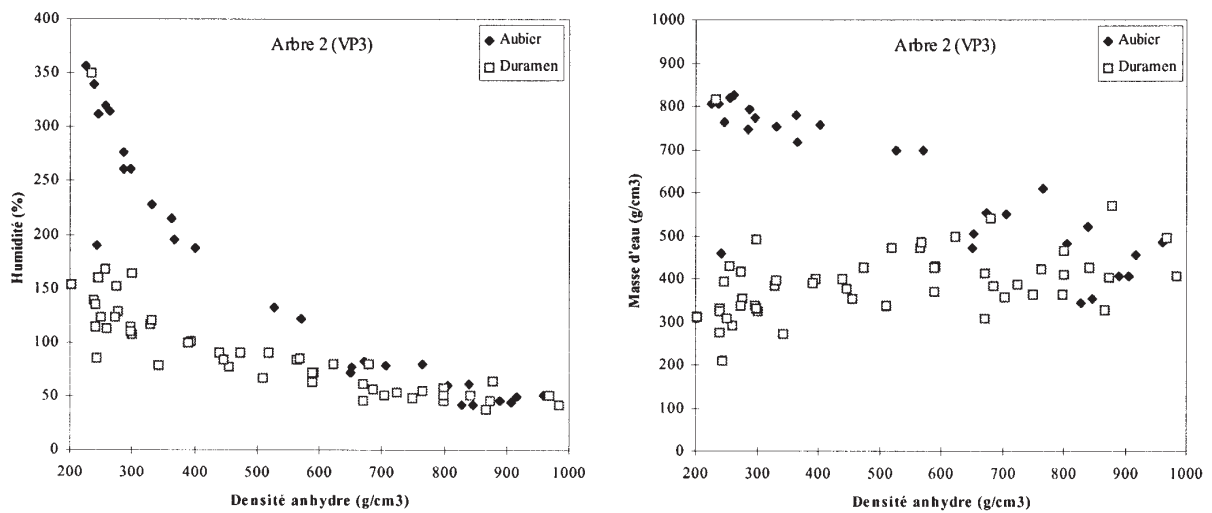 Arbre 2 (VP3)
Aubier
Duramen
Humidité (%)
400
350
300
250
200
150
100
50
0
200 300 400 500 600 700 800 900 1000
Densité anhydre (g/cm3)
Arbre 2 (VP3)
Aubier
Duramen
Masse d'eau (g/cm3)
1000
900
800
700
600
500
400
300
200
100
0
200 300 400 500 600 700 800 900 1000
Densité anhydre (g/cm3)